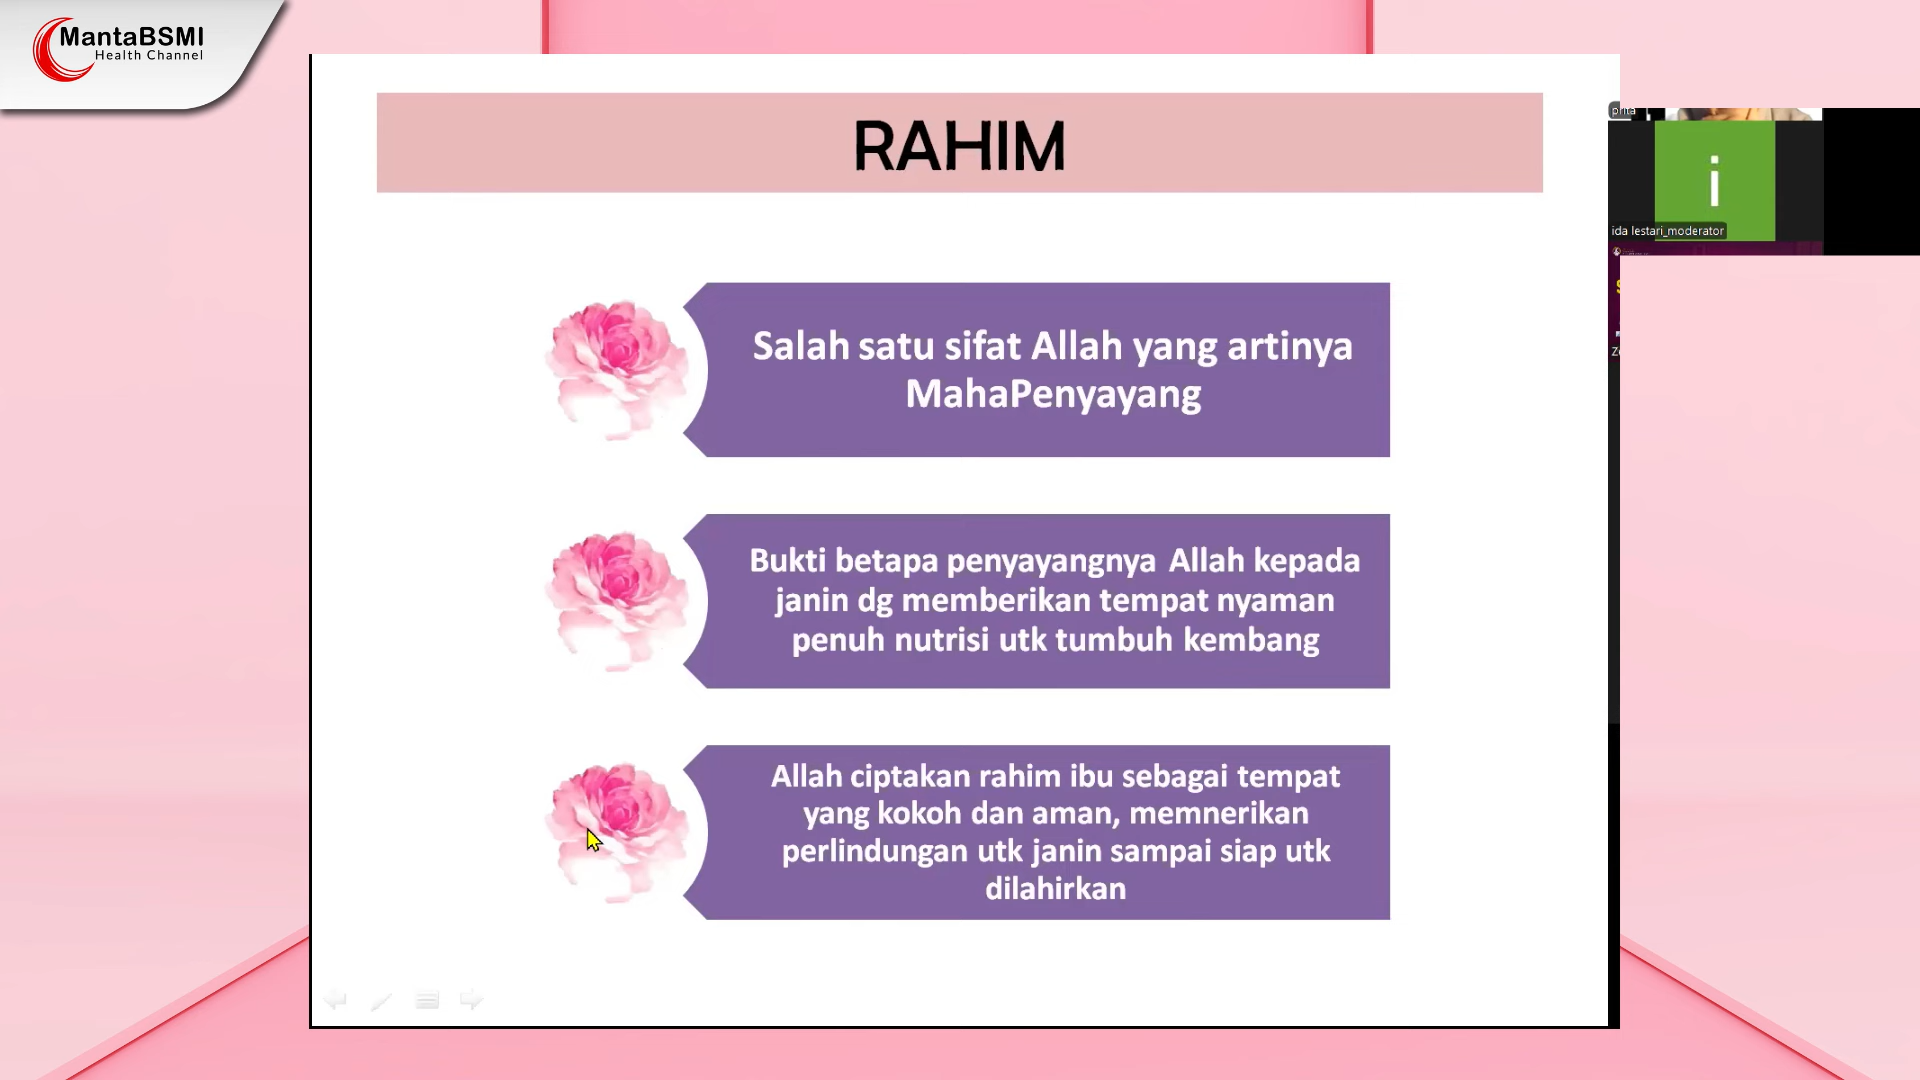 MantaBSMI
Health Channel
RAHIM
Salah satu sifat Allah yang artinya
MahaPenyayang
Bukti betapa penyayangnya Allah kepada
janin dg memberikan tempat nyaman
penuh nutrisi utk tumbuh kembang
Allah ciptakan rahim ibu sebagai tempat
yang kokoh dan aman, memnerikan
perlindungan utk janin sampai siap utk
dilahirkan
prita
i
ida lestari_moderator